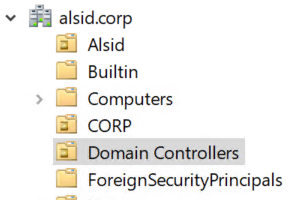 alsid.corp
Alsid
Builtin
Computers
CORP
Domain Controllers
ForeignSecurityPrincipals